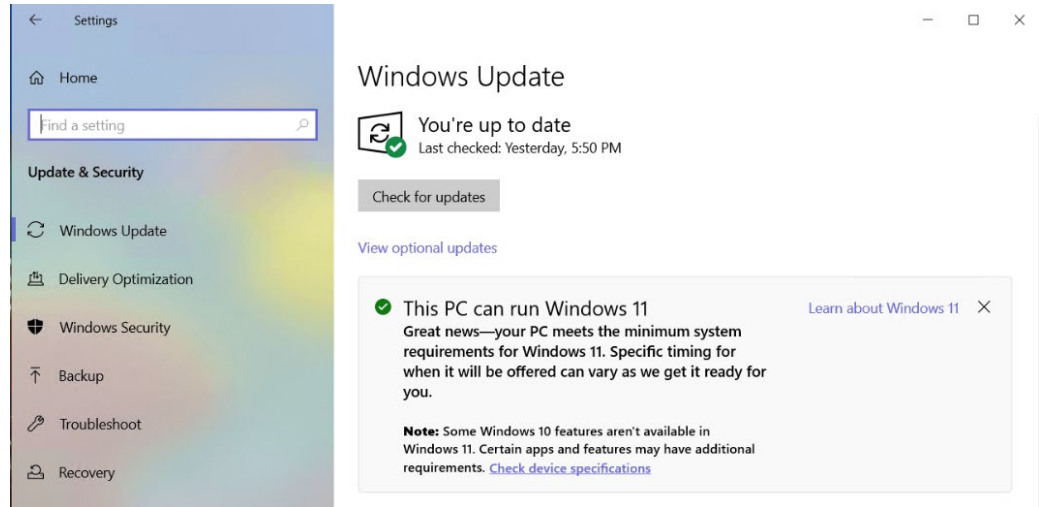 Settings
Home
Find a setting
Update & Security
Windows Update
Delivery Optimization
Windows Security
Backup
Troubleshoot
Recovery
Windows Update
You're up to date
Last checked: Yesterday, 5:50 PM
Check for updates
View optional updates
This PC can run Windows 11
Learn about Windows 11
Great news—your PC meets the minimum system
requirements for Windows 11. Specific timing for
when it will be offered can vary as we get it ready for
you.
Note: Some Windows 10 features aren't available in
Windows 11. Certain apps and features may have additional
requirements. Check device specifications